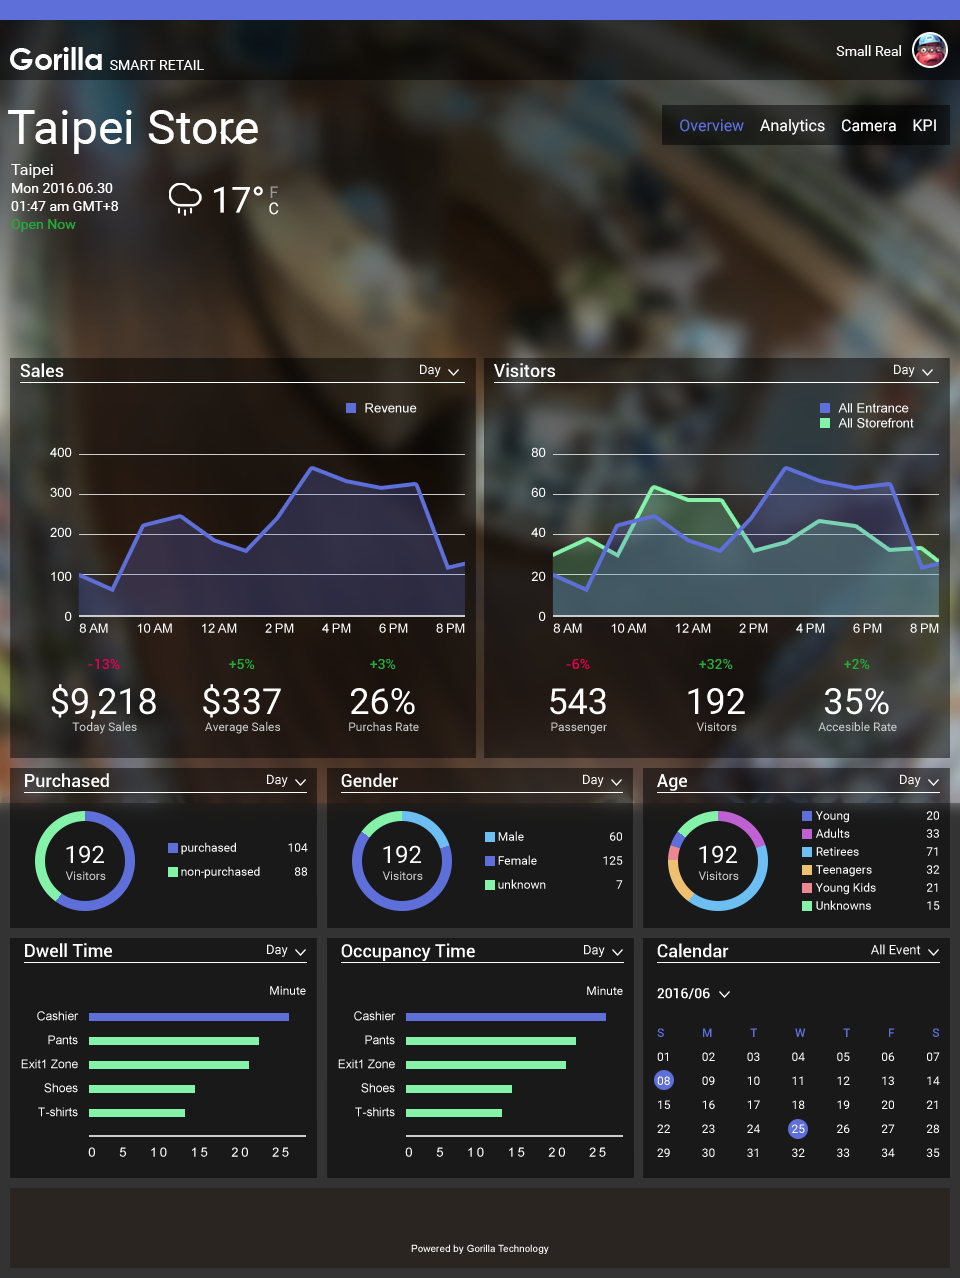 Gorilla SMART RETAIL
Small Real
Taipei Store
Overview Analytics Camera KPI
Taipei
Mon 2016.06.30
01:47 am GMT+8
Open Now
17° F
C
Sales Day
Revenue
400
300
200
100
0
8 AM 10 AM 12 AM 2 PM 4 PM 6 PM 8 PM
-13% +5% +3%
$9,218 $337 26%
Today Sales Average Sales Purchas Rate
Visitors Day
All Entrance
All Storefront
80
60
40
20
0
8 AM 10 AM 12 AM 2 PM 4 PM 6 PM 8 PM
-6% +32% +2%
543 192 35%
Passenger Visitors Accesible Rate
Purchased Day
192
Visitors
purchased 104
non-purchased 88
Gender Day
192
Visitors
Male 60
Female 125
unknown 7
Age Day
192
Visitors
Young 20
Adults 33
Retirees 71
Teenagers 32
Young Kids 21
Unknowns 15
Dwell Time Day
Minute
Cashier
Pants
Exit1 Zone
Shoes
T-shirts
0 5 10 15 20 25
Occupancy Time Day
Minute
Cashier
Pants
Exit1 Zone
Shoes
T-shirts
0 5 10 15 20 25
Calendar All Event
2016/06
S M T W T F S
01 02 03 04 05 06 07
08 09 10 11 12 13 14
15 16 17 18 19 20 21
22 23 24 25 26 27 28
29 30 31 32 33 34 35
Powered by Gorilla Technology